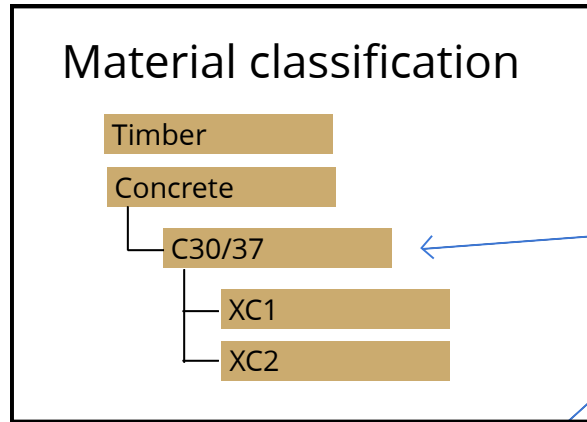 Material classification
Timber
Concrete
C30/37
XC1
XC2